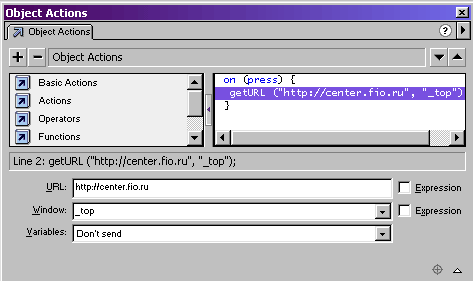 Object Actions
Object Actions
?
Object Actions
Basic Actions
Actions
Operators
Functions
on (press) {
getURL ("http://center.fio.ru", "_top")
}
Line 2: getURL ("http://center.fio.ru", "_top");
URL: http://center.fio.ru Expression
Window: _top Expression
Variables: Don't send